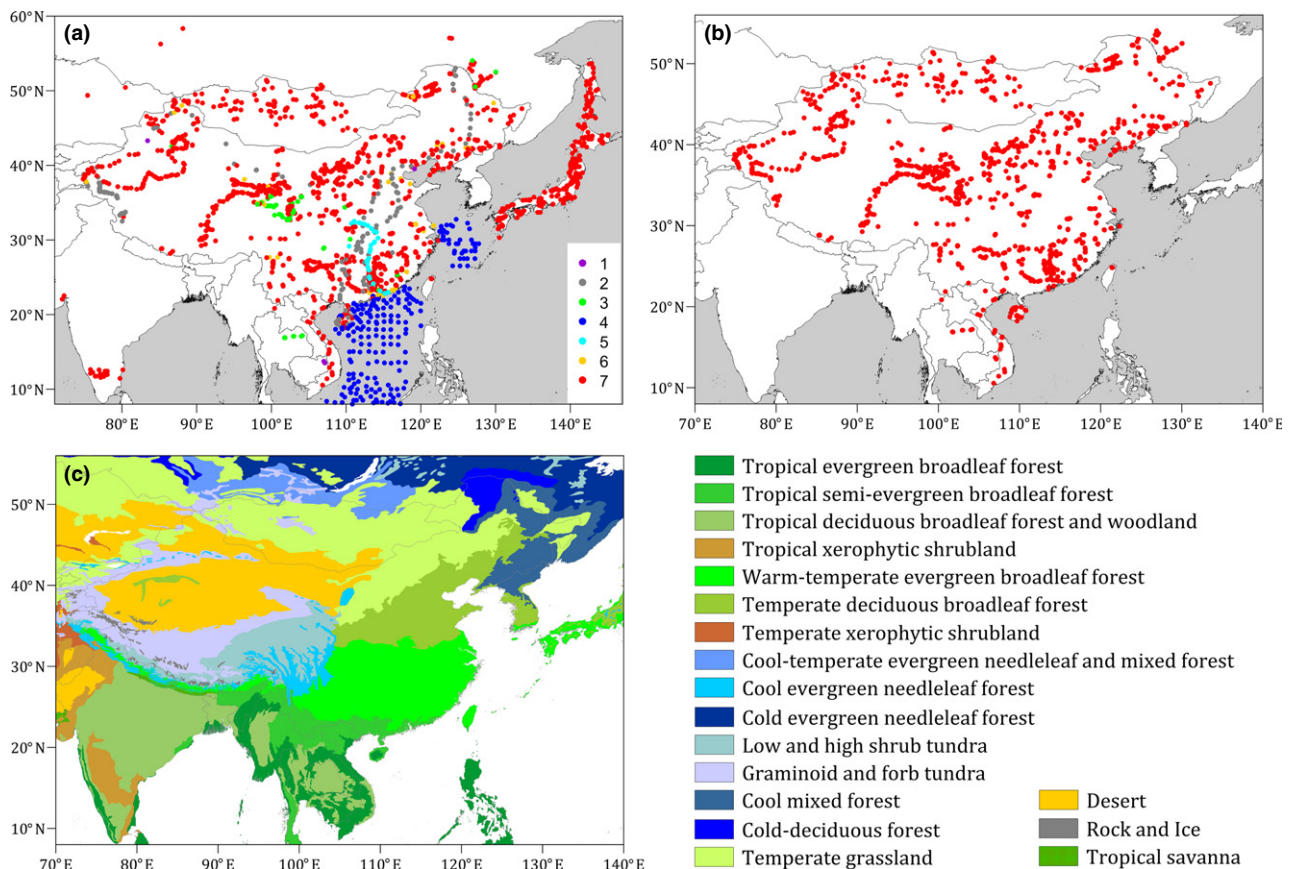 (a)
60°N
50°N
40°N
30°N
20°N
10°N
80°E
90°E
100°E
110°E
120°E
130°E
140°E
1
2
3
4
5
6
7
(b)
50°N
40°N
30°N
20°N
10°N
70°E
80°E
90°E
100°E
110°E
120°E
130°E
140°E
(c)
50°N
40°N
30°N
20°N
10°N
70°E
80°E
90°E
100°E
110°E
120°E
130°E
140°E
Tropical evergreen broadleaf forest
Tropical semi-evergreen broadleaf forest
Tropical deciduous broadleaf forest and woodland
Tropical xerophytic shrubland
Warm-temperate evergreen broadleaf forest
Temperate deciduous broadleaf forest
Temperate xerophytic shrubland
Cool-temperate evergreen needleleaf and mixed forest
Cool evergreen needleleaf forest
Cold evergreen needleleaf forest
Low and high shrub tundra
Graminoid and forb tundra
Cool mixed forest
Cold-deciduous forest
Temperate grassland
Desert
Rock and Ice
Tropical savanna